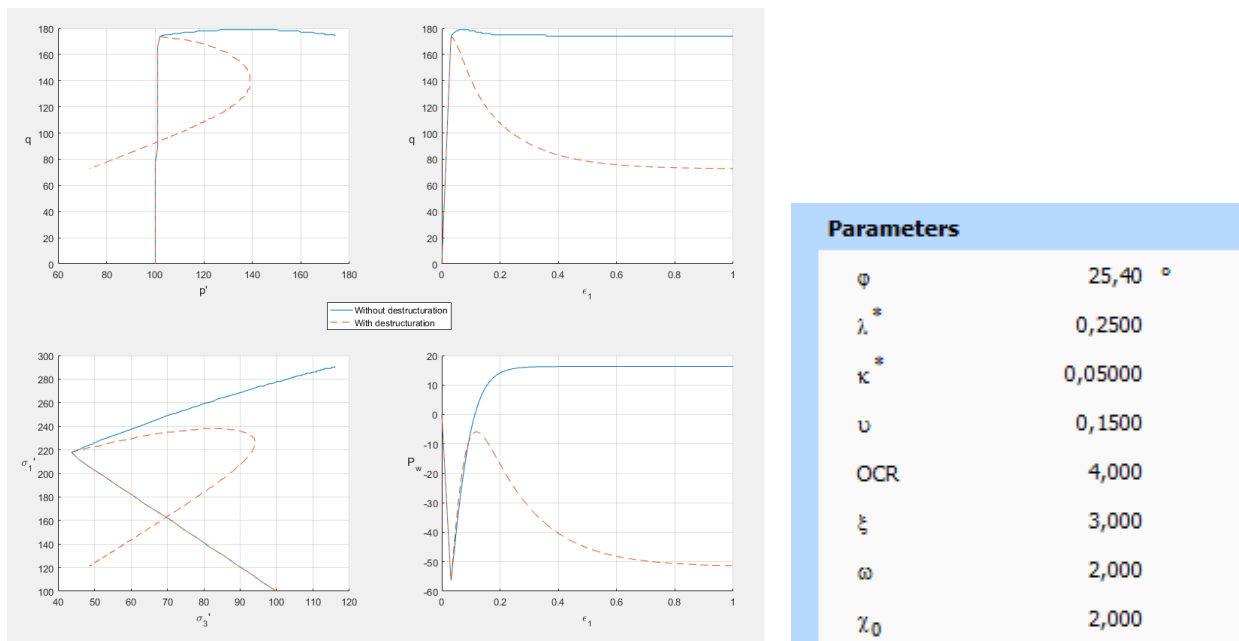 180
160
140
120
100
80
60
40
20
0
q
60 80 100 120 140 160 180
p'
180
160
140
120
100
80
60
40
20
0
q
0 0.2 0.4 0.6 0.8 1
ϵ₁
Without destructuration
With destructuration
300
280
260
240
220
200
180
160
140
120
100
σ₁'
40 50 60 70 80 90 100 110 120
σ₃'
20
10
0
-10
-20
-30
-40
-50
-60
P_w
0 0.2 0.4 0.6 0.8 1
ϵ₁
Parameters
φ 25,40 °
λ* 0,2500
κ* 0,05000
υ 0,1500
OCR 4,000
ξ 3,000
ω 2,000
χ₀ 2,000